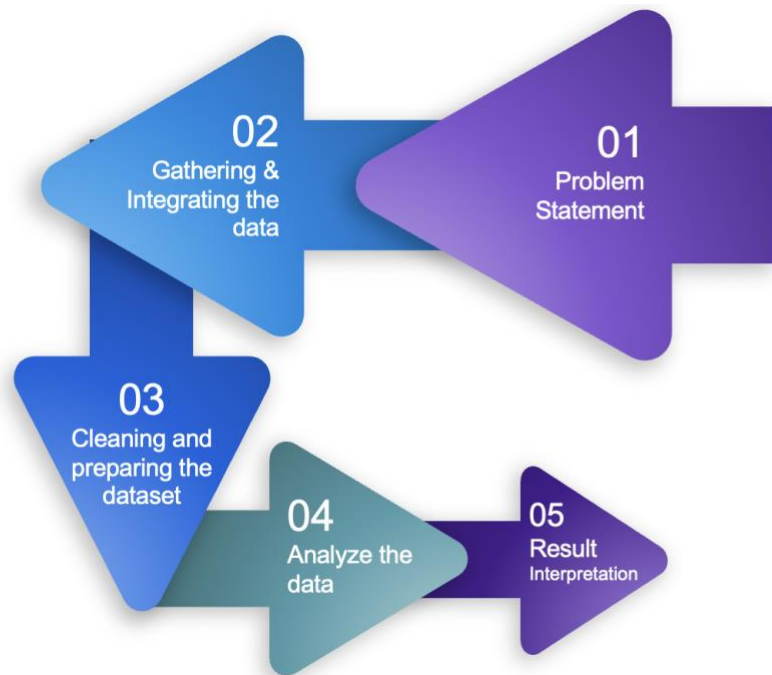 01
Problem
Statement
02
Gathering &
Integrating the
data
03
Cleaning and
preparing the
dataset
04
Analyze the
data
05
Result
Interpretation